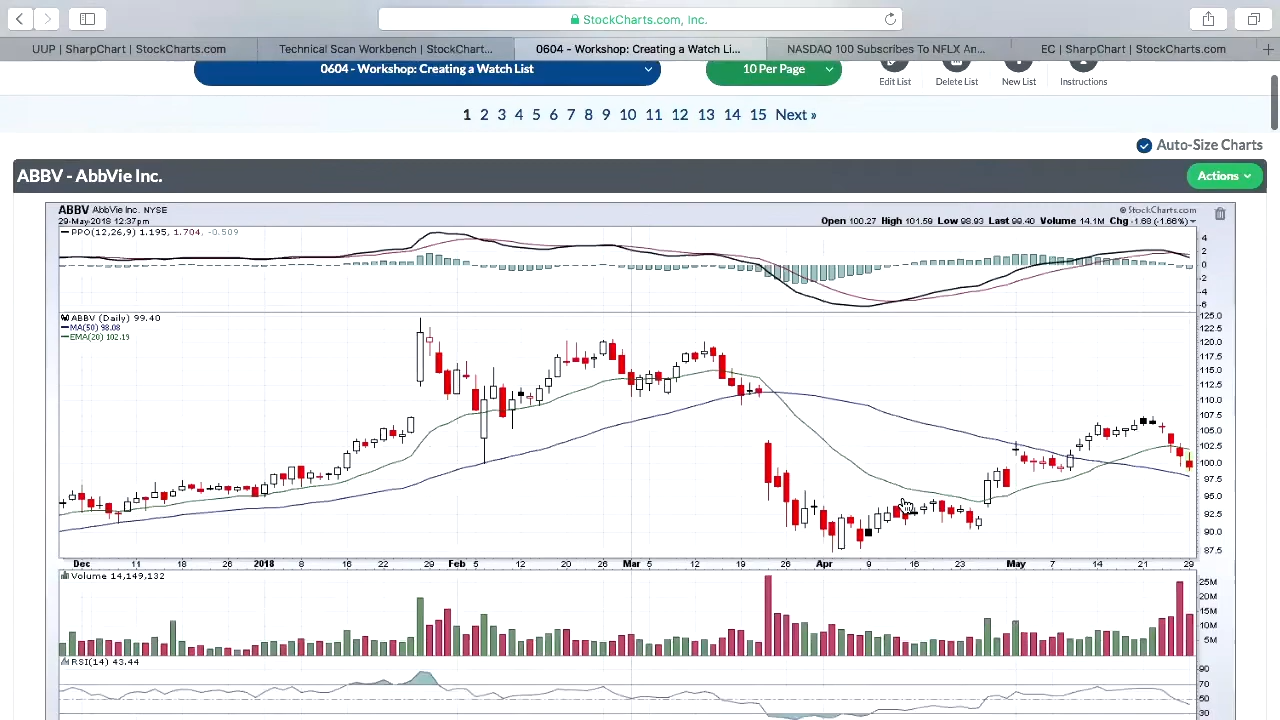 StockCharts.com, Inc.
UUP | SharpChart | StockCharts.com
Technical Scan Workbench | StockChart...
0604 - Workshop: Creating a Watch Li...
NASDAQ 100 Subscribes To NFLX An...
EC | SharpChart | StockCharts.com
0604 - Workshop: Creating a Watch List
10 Per Page
Edit List
Delete List
New List
Instructions
1 2 3 4 5 6 7 8 9 10 11 12 13 14 15 Next »
Auto-Size Charts
ABBV - AbbVie Inc.
Actions
ABBV AbbVie Inc. NYSE
© StockCharts.com
29-May-2018 12:37pm
Open 100.27 High 101.59 Low 98.93 Last 99.40 Volume 14.1M Chg -1.68 (-1.66%)
PPO(12,26,9) 1.195, 1.704, -0.509
4
2
0
-2
-4
-6
ABBV (Daily) 99.40
MA(50) 98.08
EMA(20) 102.19
125.0
122.5
120.0
117.5
115.0
112.5
110.0
107.5
105.0
102.5
100.0
97.5
95.0
92.5
90.0
87.5
Dec 11 18 26 2018 8 16 22 29 Feb 5 12 20 26 Mar 5 12 19 26 Apr 9 16 23 May 7 14 21 29
Volume 14,149,132
25M
20M
15M
10M
5M
RSI(14) 43.44
90
70
50
30